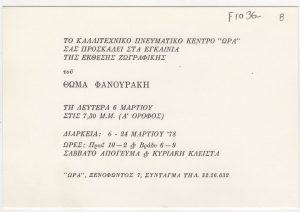 F1036- B
ΤΟ ΚΑΛΛΙΤΕΧΝΙΚΟ ΠΝΕΥΜΑΤΙΚΟ ΚΕΝΤΡΟ "ΩΡΑ"
ΣΑΣ ΠΡΟΣΚΑΛΕΙ ΣΤΑ ΕΓΚΑΙΝΙΑ
ΤΗΣ ΕΚΘΕΣΗΣ ΖΩΓΡΑΦΙΚΗΣ
τοῦ
ΘΩΜΑ ΦΑΝΟΥΡΑΚΗ
ΤΗ ΔΕΥΤΕΡΑ 6 ΜΑΡΤΙΟΥ
ΣΤΙΣ 7,30 Μ.Μ. (Α' ΟΡΟΦΟΣ)
ΔΙΑΡΚΕΙΑ: 6 - 24 ΜΑΡΤΙΟΥ '78
ΩΡΕΣ: Πρωῒ 10-2 & Βράδυ 6-9
ΣΑΒΒΑΤΟ ΑΠΟΓΕΥΜΑ & ΚΥΡΙΑΚΗ ΚΛΕΙΣΤΑ
"ΩΡΑ", ΞΕΝΟΦΩΝΤΟΣ 7, ΣΥΝΤΑΓΜΑ ΤΗΛ. 32.26.632